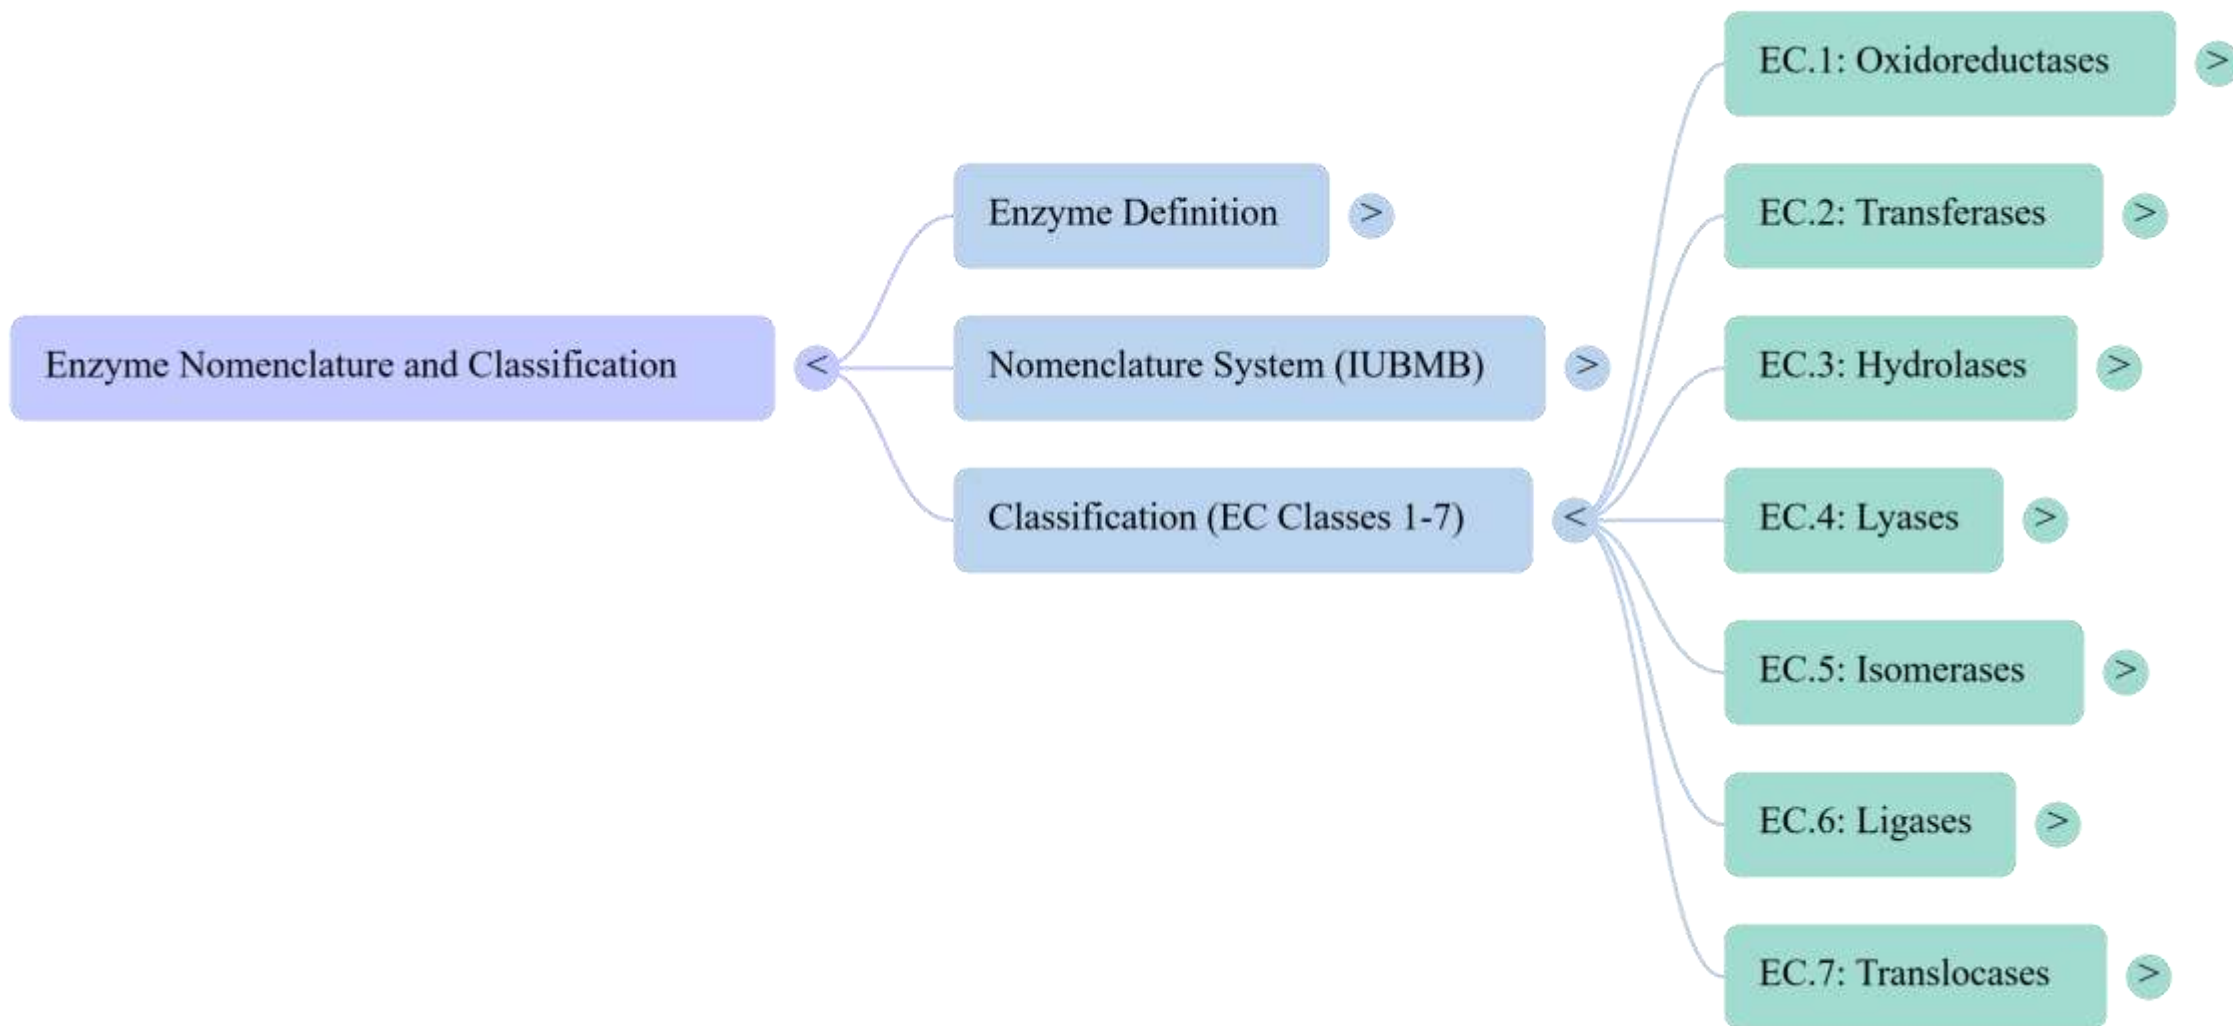 Enzyme Nomenclature and Classification
<
Enzyme Definition
>
Nomenclature System (IUBMB)
>
Classification (EC Classes 1-7)
<
EC.1: Oxidoreductases
>
EC.2: Transferases
>
EC.3: Hydrolases
>
EC.4: Lyases
>
EC.5: Isomerases
>
EC.6: Ligases
>
EC.7: Translocases
>